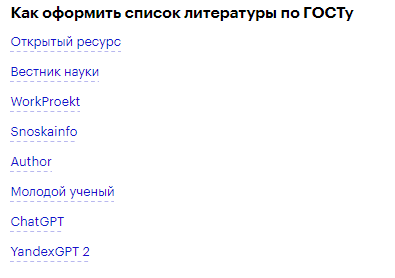 Как оформить список литературы по ГОСТу
Открытый ресурс
Вестник науки
WorkProekt
Snoskainfo
Author
Молодой ученый
ChatGPT
YandexGPT 2